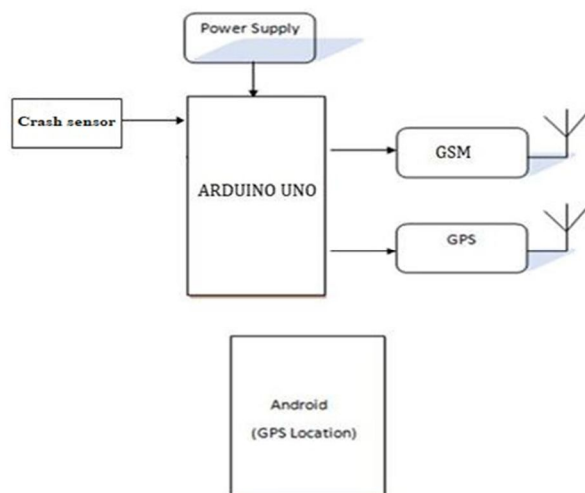 Power Supply
Crash sensor
ARDUINO UNO
GSM
GPS
Android
(GPS Location)